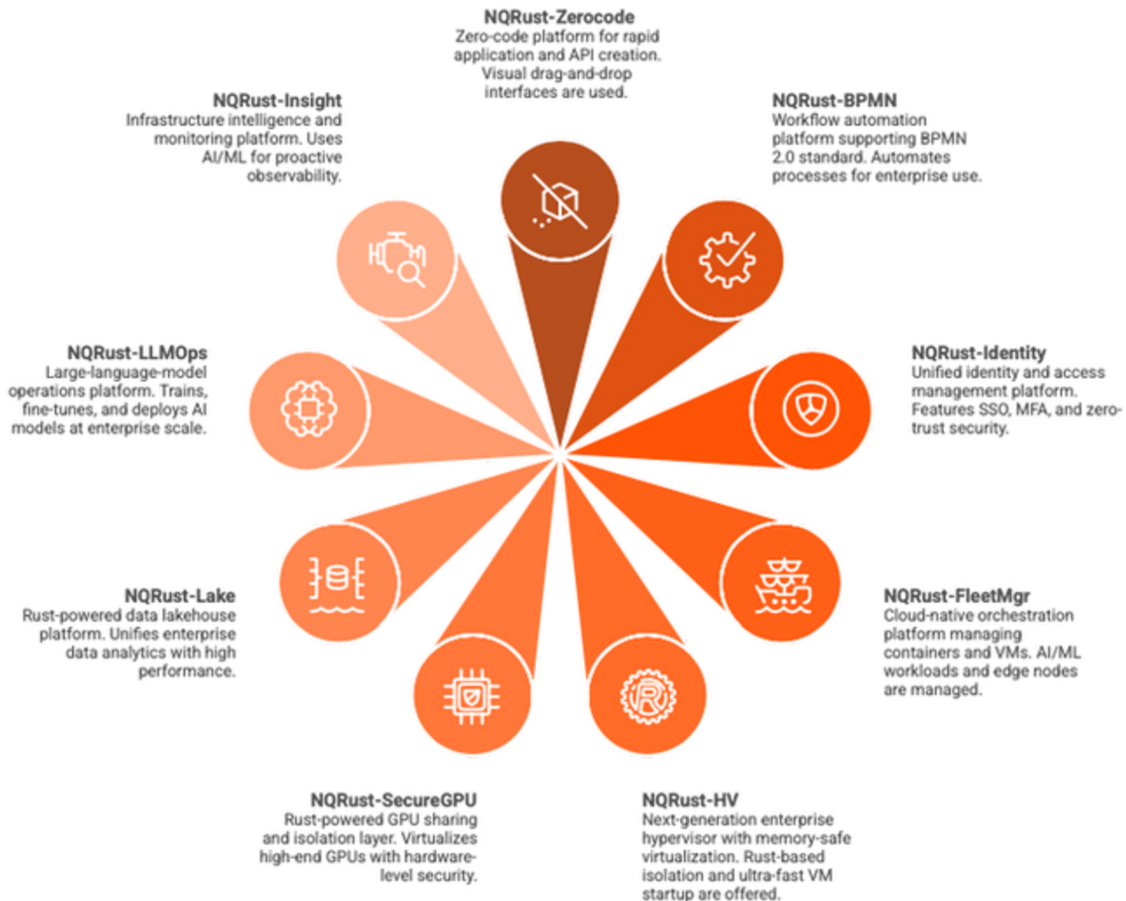 NQRust-Zerocode
Zero-code platform for rapid
application and API creation.
Visual drag-and-drop
interfaces are used.
NQRust-BPMN
Workflow automation
platform supporting BPMN
2.0 standard. Automates
processes for enterprise use.
NQRust-Identity
Unified identity and access
management platform.
Features SSO, MFA, and zero-
trust security.
NQRust-FleetMgr
Cloud-native orchestration
platform managing
containers and VMs. AI/ML
workloads and edge nodes
are managed.
NQRust-HV
Next-generation enterprise
hypervisor with memory-safe
virtualization. Rust-based
isolation and ultra-fast VM
startup are offered.
NQRust-SecureGPU
Rust-powered GPU sharing
and isolation layer. Virtualizes
high-end GPUs with hardware-
level security.
NQRust-Lake
Rust-powered data lakehouse
platform. Unifies enterprise
data analytics with high
performance.
NQRust-LLMOps
Large-language-model
operations platform. Trains,
fine-tunes, and deploys AI
models at enterprise scale.
NQRust-Insight
Infrastructure intelligence and
monitoring platform. Uses
AI/ML for proactive
observability.
R